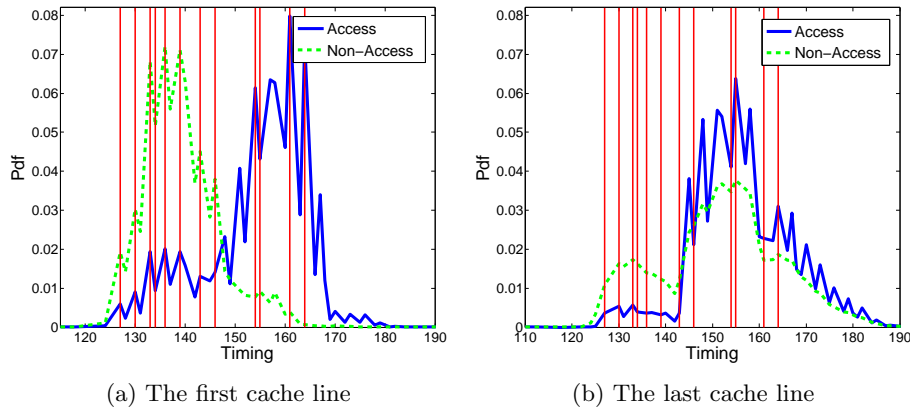 0.08
0.07
0.06
0.05
0.04
0.03
0.02
0.01
0
Pdf
120 130 140 150 160 170 180 190
Timing
Access
Non-Access
(a) The first cache line
0.08
0.07
0.06
0.05
0.04
0.03
0.02
0.01
0
Pdf
110 120 130 140 150 160 170 180 190
Timing
Access
Non-Access
(b) The last cache line